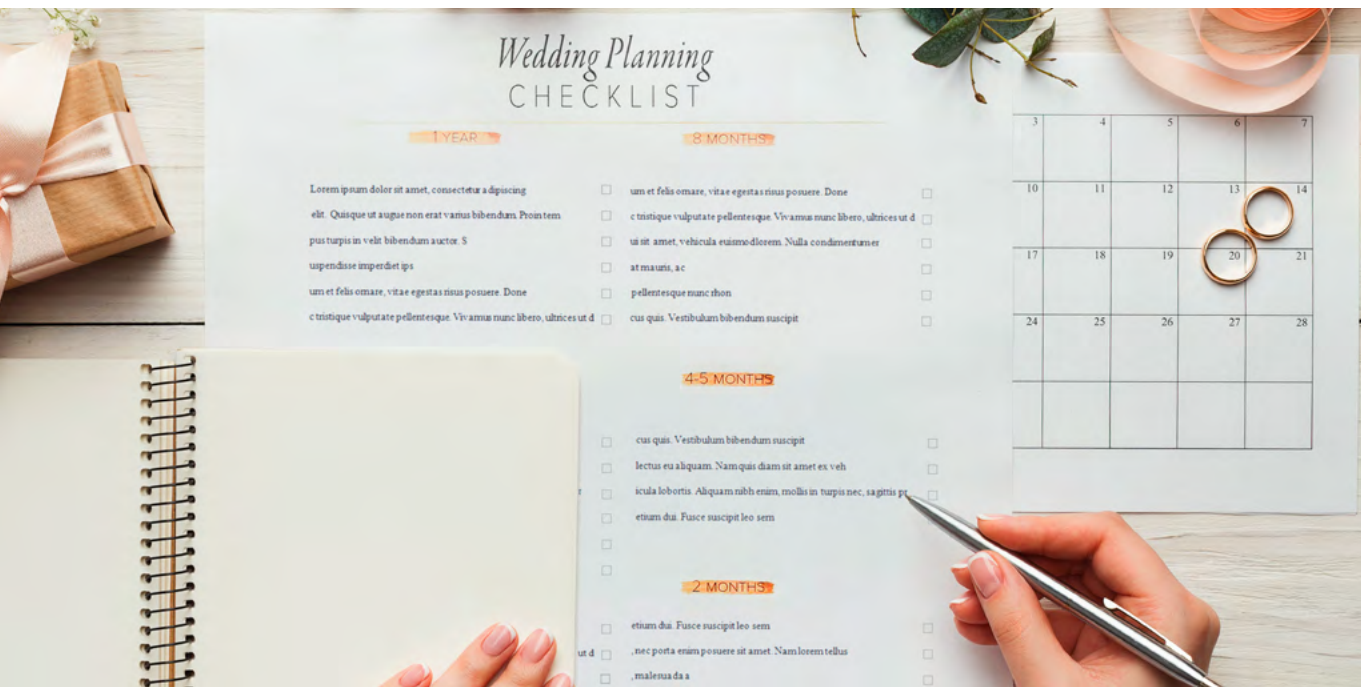 Wedding Planning
CHECKLIST
1 YEAR
Lorem ipsum dolor sit amet, consectetur adipiscing
elit. Quisque ut augue non erat varius bibendum. Proin tem
pus turpis in velit bibendum auctor. S
uspendisse imperdiet ips
um et felis ornare, vitae egestas risus posuere. Done
c tristique vulputate pellentesque. Vivamus nunc libero, ultrices ut d
8 MONTHS
um et felis ornare, vitae egestas risus posuere. Done
c tristique vulputate pellentesque. Vivamus nunc libero, ultrices ut d
ui sit amet, vehicula euismodlorem. Nulla condimentumer
at mauris, ac
pellentesque nunc rhon
cus quis. Vestibulum bibendum suscipit
4-5 MONTHS
cus quis. Vestibulum bibendum suscipit
lectus eu aliquam. Nam quis diam sit amet ex veh
r
icula lobortis. Aliquam nibh enim, mollis in turpis nec, sagittis pr
etium dui. Fusce suscipit leo sem
2 MONTHS
etium dui. Fusce suscipit leo sem
ut d
, nec porta enim posuere sit amet. Nam lorem tellus
, malesuada a
3 4 5 6 7
10 11 12 13 14
17 18 19 20 21
24 25 26 27 28